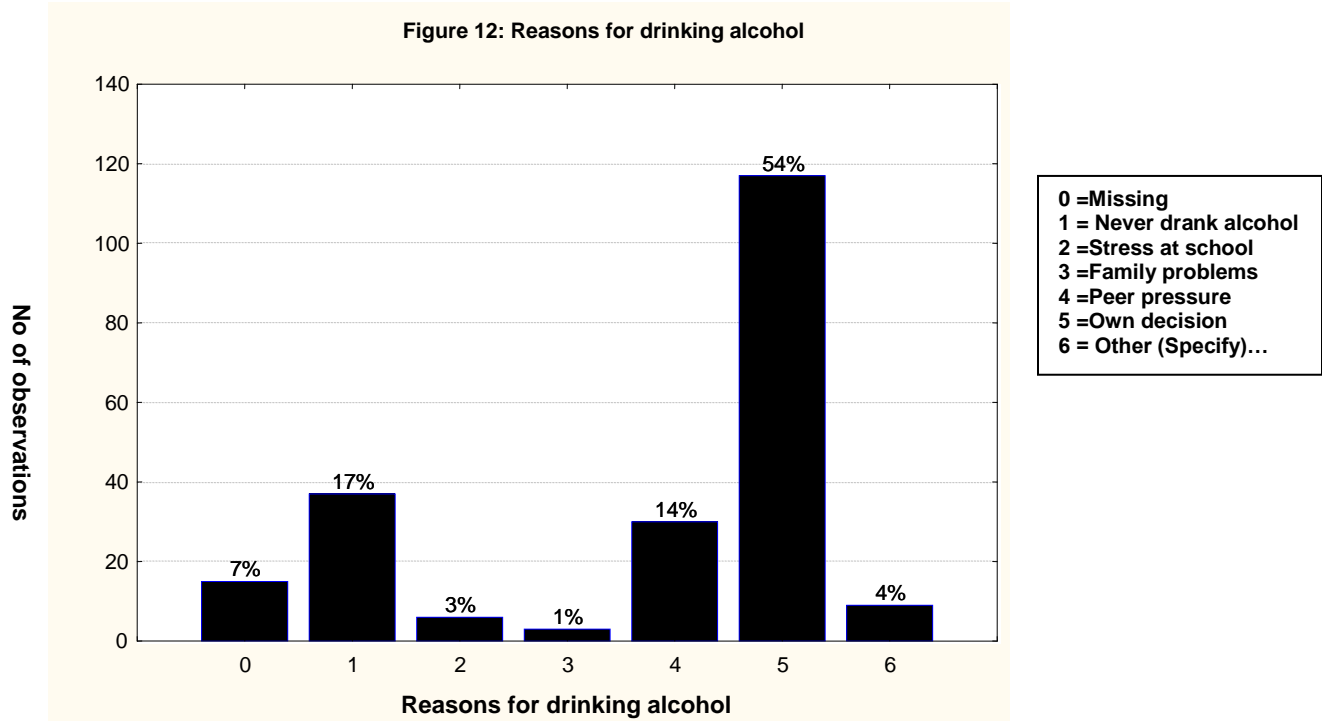 Figure 12: Reasons for drinking alcohol
140
120
100
80
60
40
20
0
No of observations
7%
17%
3%
1%
14%
54%
4%
0 1 2 3 4 5 6
Reasons for drinking alcohol
0 =Missing
1 = Never drank alcohol
2 =Stress at school
3 =Family problems
4 =Peer pressure
5 =Own decision
6 = Other (Specify)…